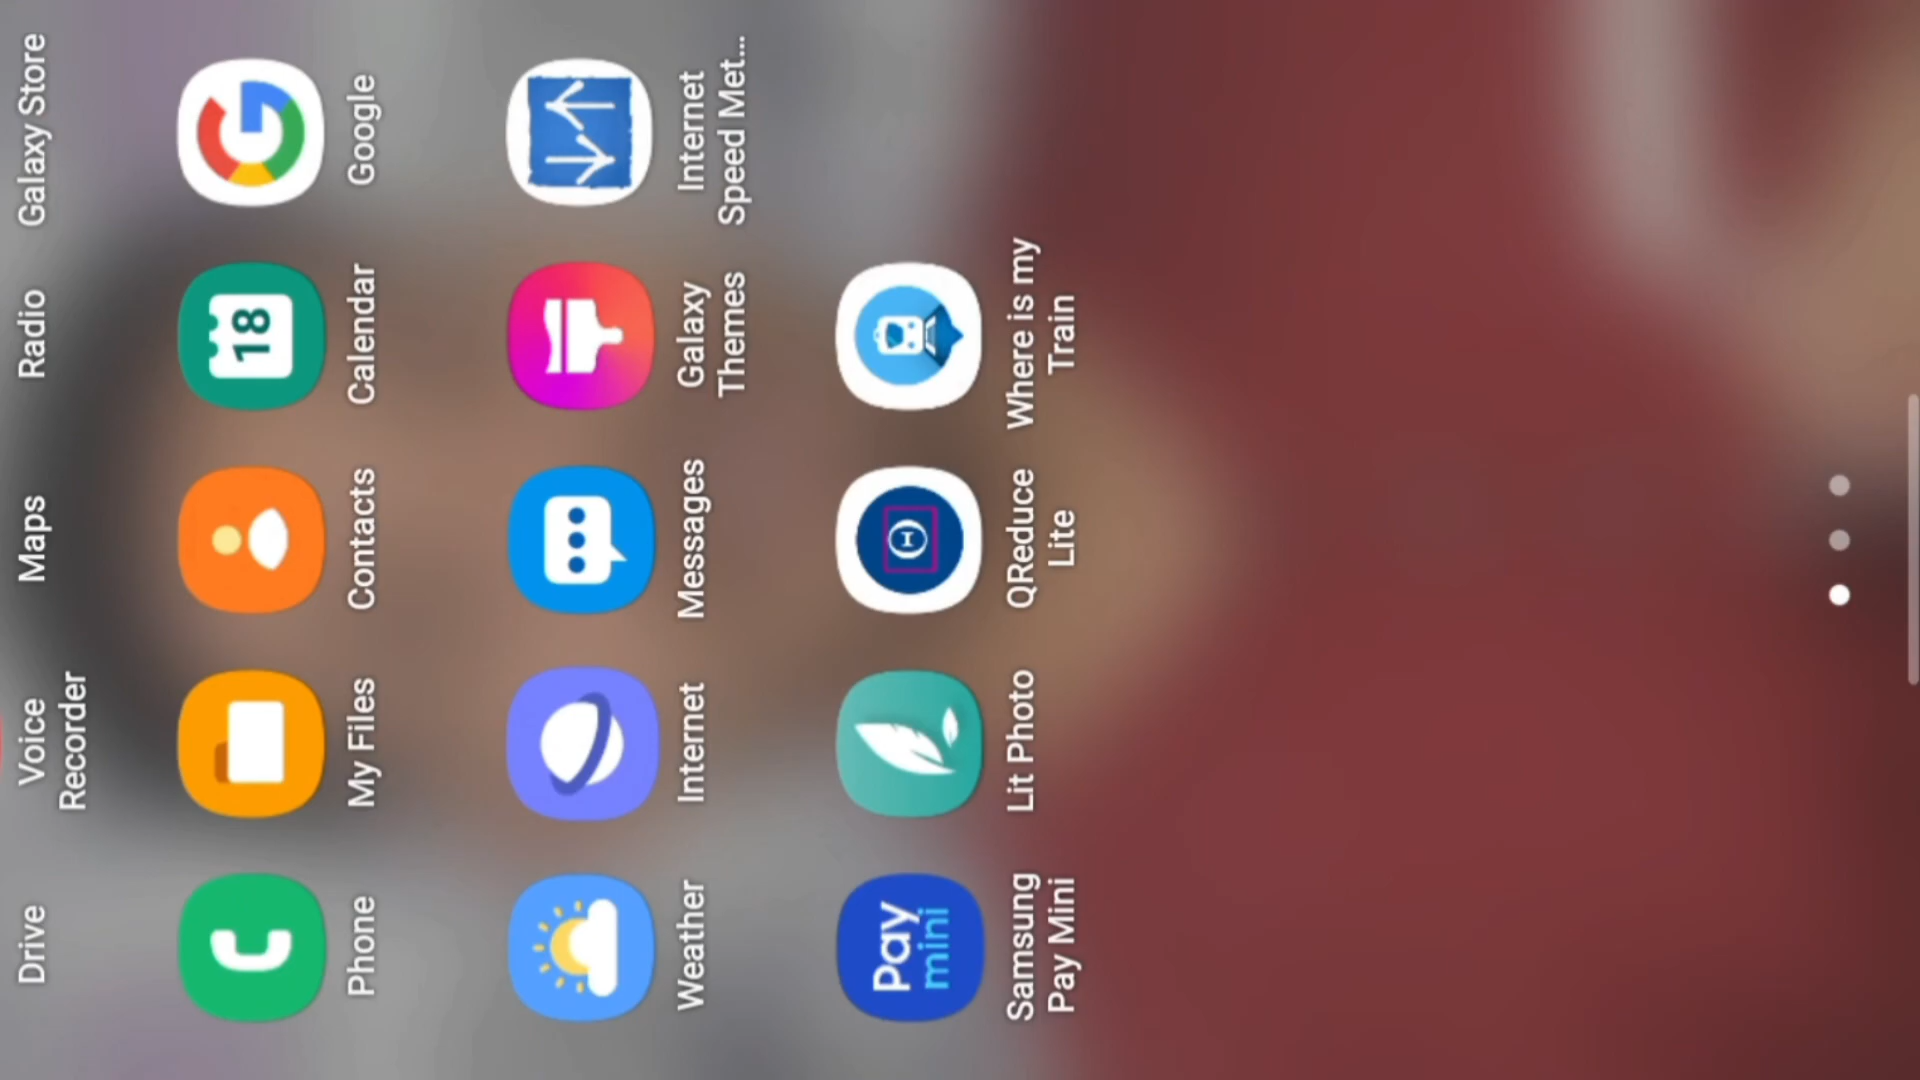 Drive
Voice
Recorder
Maps
Radio
Galaxy Store
Phone
My Files
Contacts
18
Calendar
G
Google
Weather
Internet
Messages
Galaxy
Themes
Internet
Speed Met...
Pay
mini
Samsung
Pay Mini
Lit Photo
QReduce
Lite
Where is my
Train